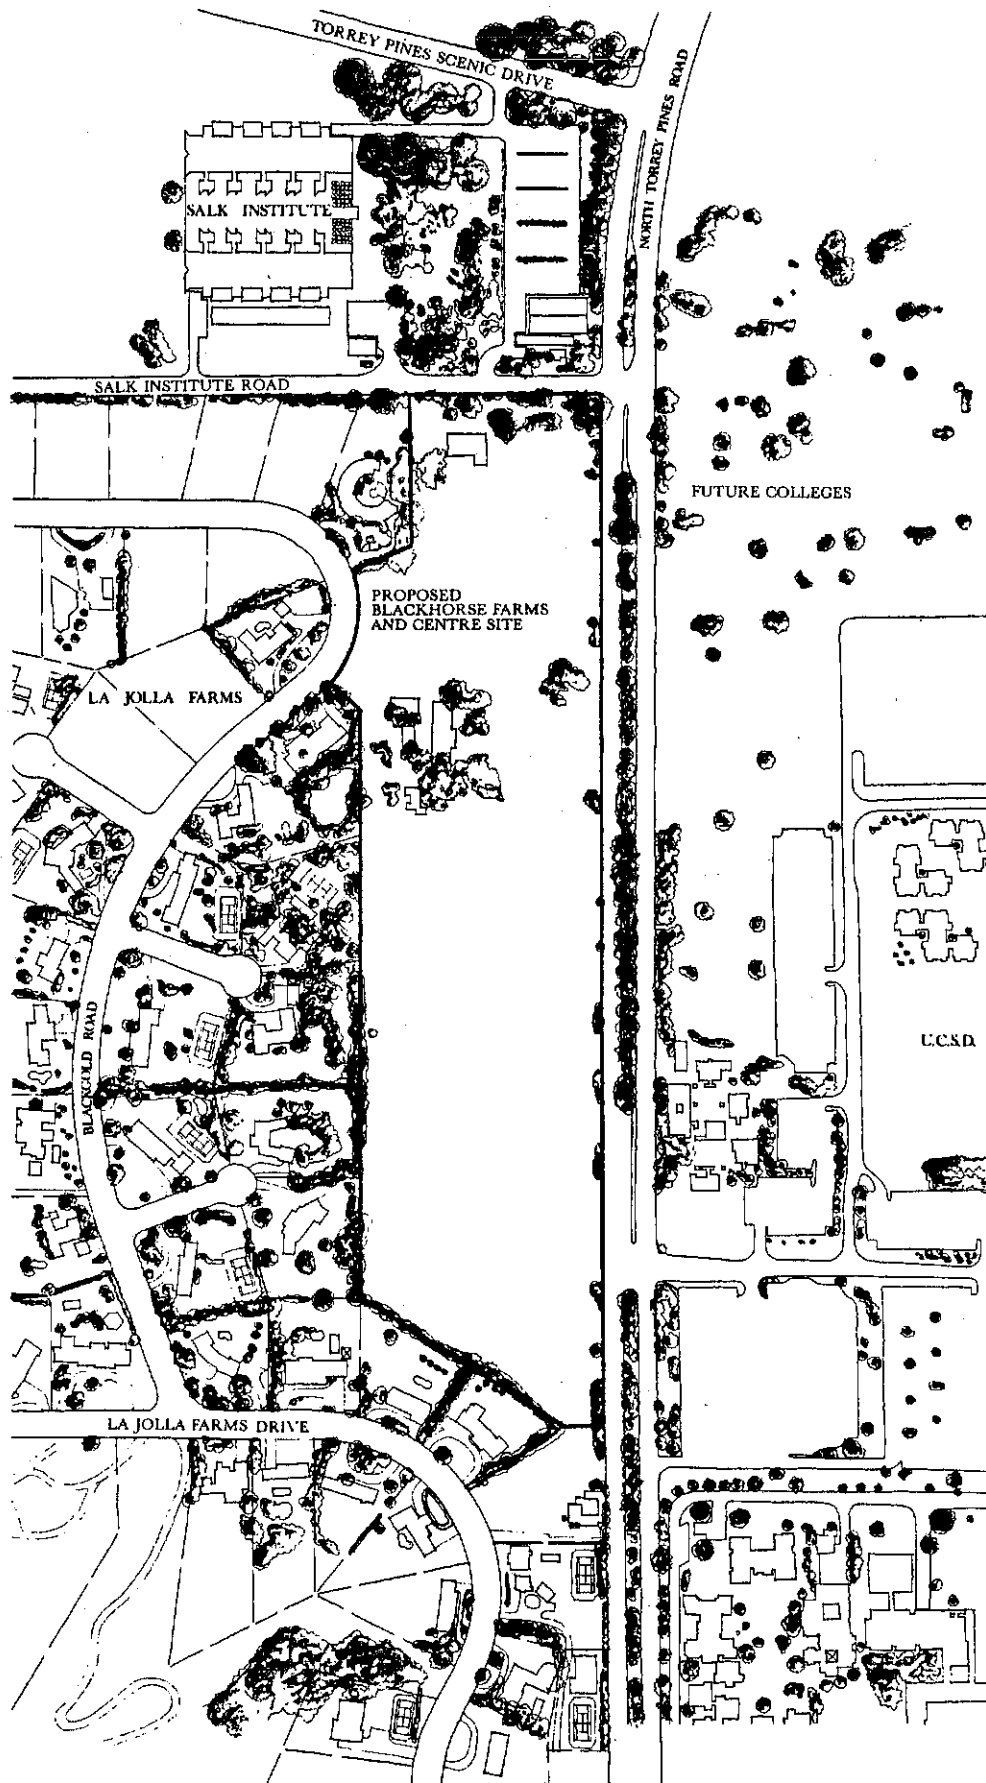 TORREY PINES SCENIC DRIVE
NORTH TORREY PINES ROAD
SALK INSTITUTE
SALK INSTITUTE ROAD
FUTURE COLLEGES
PROPOSED
BLACKHORSE FARMS
AND CENTRE SITE
LA JOLLA FARMS
BLACKGOLD ROAD
U.C.S.D.
LA JOLLA FARMS DRIVE